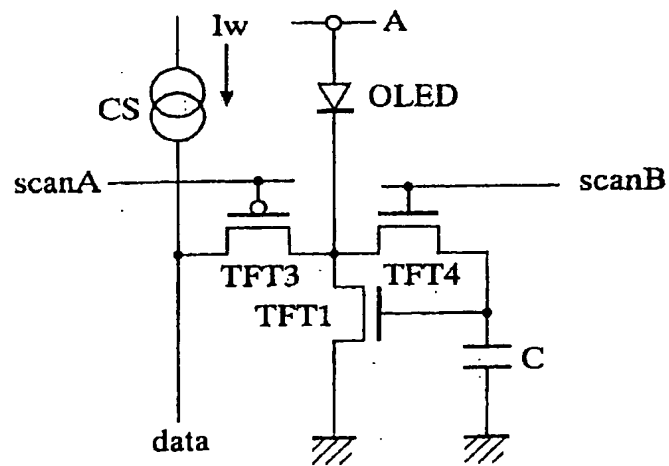 Iw
A
CS
OLED
scanA
scanB
TFT3
TFT4
TFT1
C
data